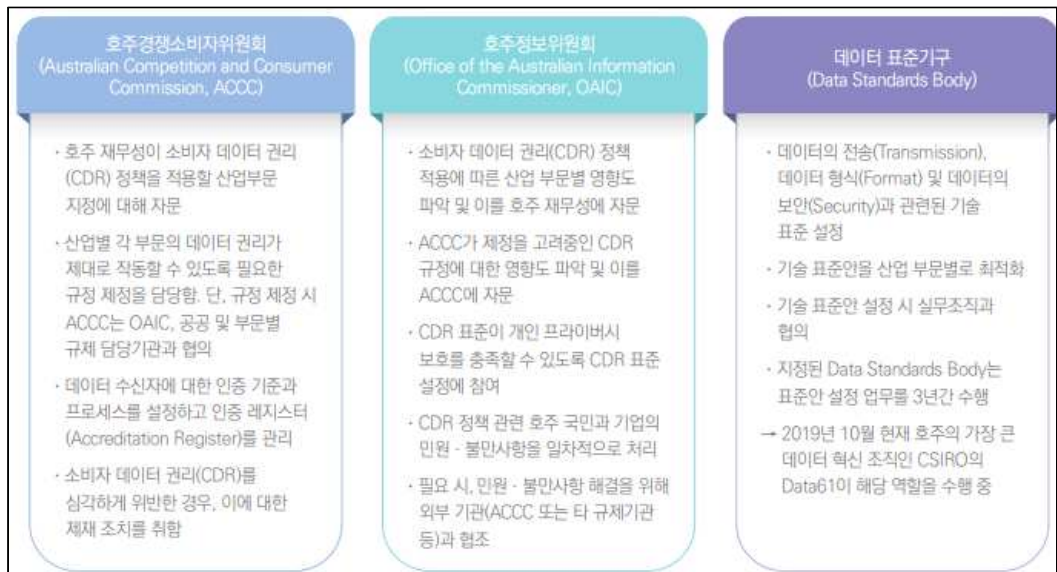 호주경쟁소비자위원회
(Australian Competition and Consumer
Commission, ACCC)
· 호주 재무성이 소비자 데이터 권리
(CDR) 정책을 적용할 산업부문
지정에 대해 자문
· 산업별 각 부문의 데이터 권리가
제대로 작동할 수 있도록 필요한
규정 제정을 담당함. 단, 규정 제정 시
ACCC는 OAIC, 공공 및 부문별
규제 담당기관과 협의
· 데이터 수신자에 대한 인증 기준과
프로세스를 설정하고 인증 레지스터
(Accreditation Register)를 관리
· 소비자 데이터 권리(CDR)를
심각하게 위반한 경우, 이에 대한
제재 조치를 취함
호주정보위원회
(Office of the Australian Information
Commissioner, OAIC)
· 소비자 데이터 권리(CDR) 정책
적용에 따른 산업 부문별 영향도
파악 및 이를 호주 재무성에 자문
· ACCC가 제정을 고려중인 CDR
규정에 대한 영향도 파악 및 이를
ACCC에 자문
· CDR 표준이 개인 프라이버시
보호를 충족할 수 있도록 CDR 표준
설정에 참여
· CDR 정책 관련 호주 국민과 기업의
민원 · 불만사항을 일차적으로 처리
· 필요 시, 민원 · 불만사항 해결을 위해
외부 기관(ACCC 또는 타 규제기관
등)과 협조
데이터 표준기구
(Data Standards Body)
· 데이터의 전송(Transmission),
데이터 형식(Format) 및 데이터의
보안(Security)과 관련된 기술
표준 설정
· 기술 표준안을 산업 부문별로 최적화
· 기술 표준안 설정 시 실무조직과
협의
· 지정된 Data Standards Body는
표준안 설정 업무를 3년간 수행
→ 2019년 10월 현재 호주의 가장 큰
데이터 혁신 조직인 CSIRO의
Data61이 해당 역할을 수행 중